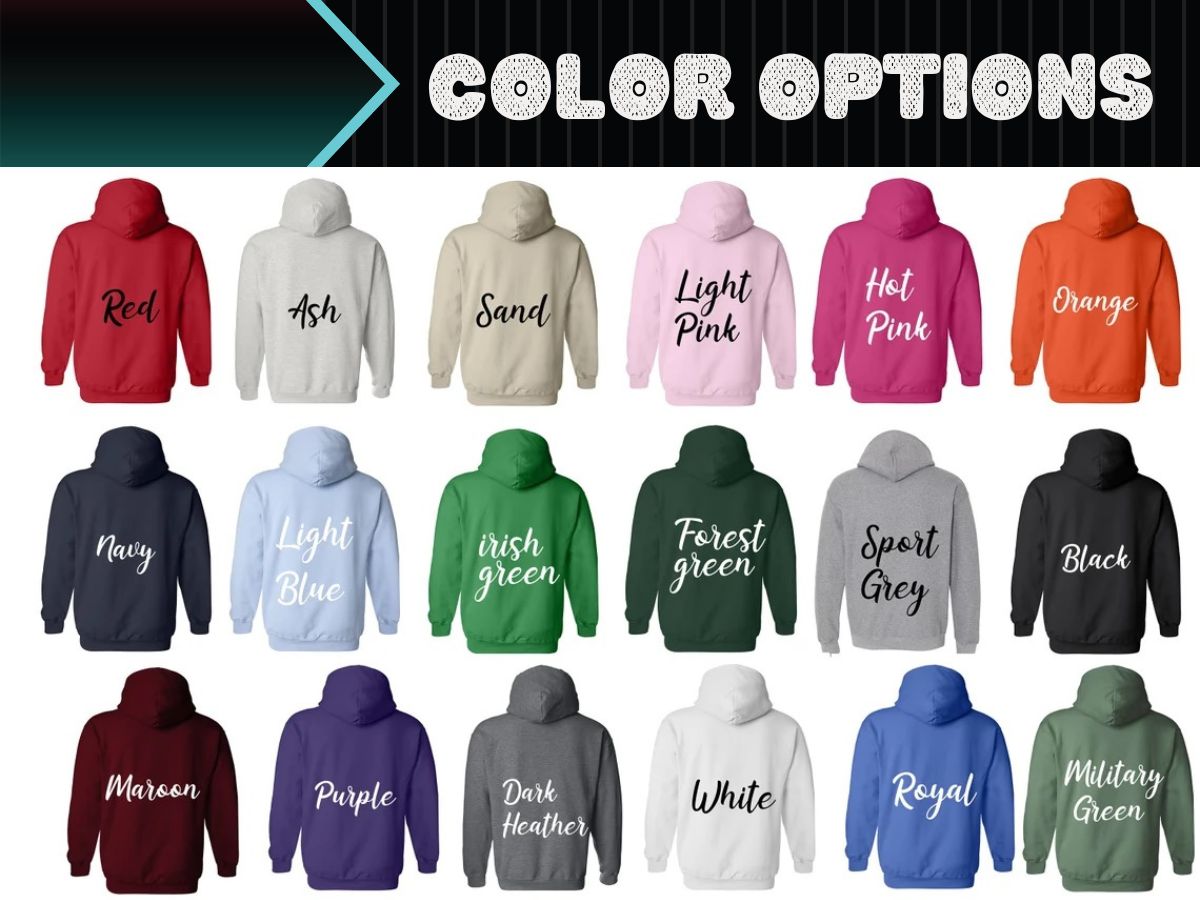 COLOR OPTIONS
Red
Ash
Sand
Light
Pink
Hot
Pink
Orange
Navy
Light
Blue
irish
green
Forest
green
Sport
Grey
Black
Maroon
Purple
Dark
Heather
White
Royal
Military
Green